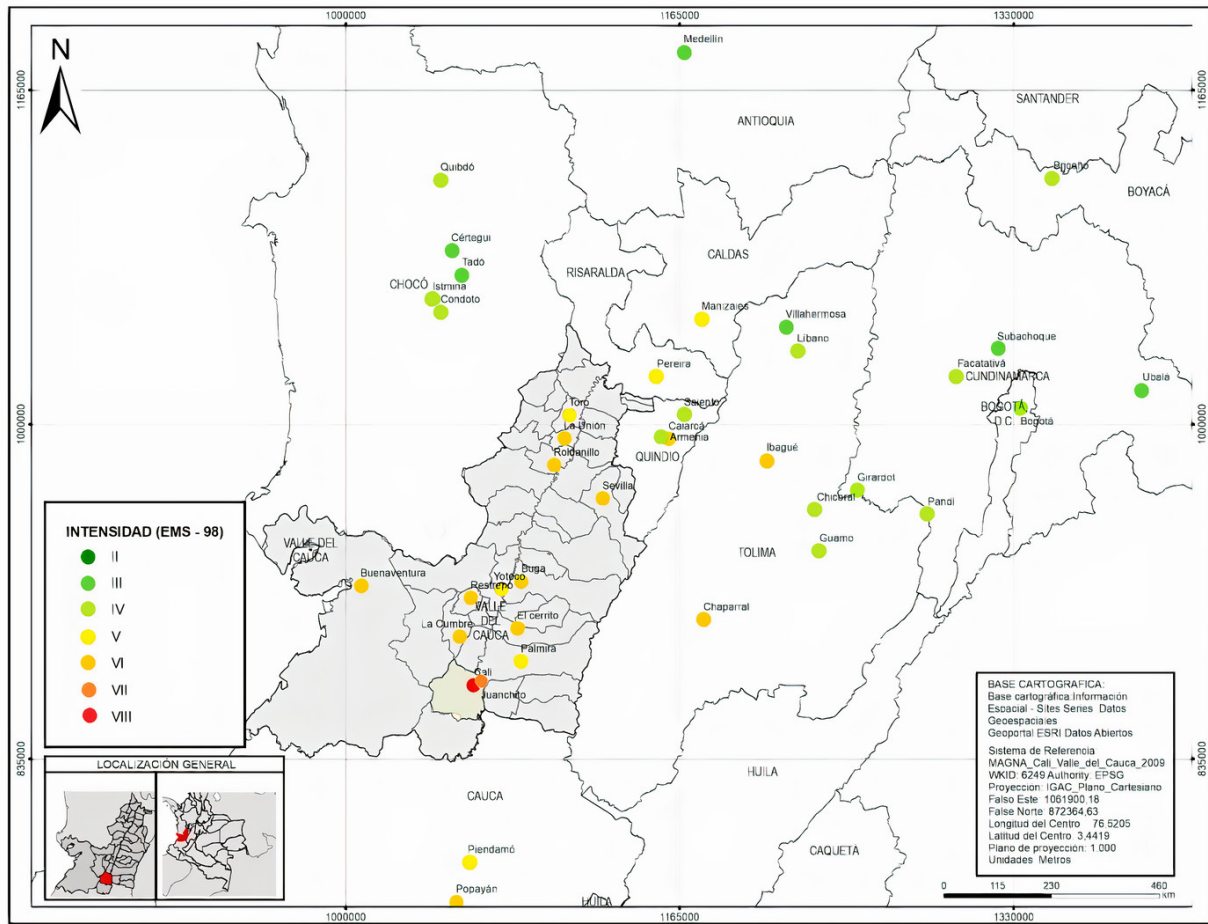 1000000
1165000
1330000
N
Medellín
1165000
1165000
SANTANDER
ANTIOQUIA
Quibdó
Briceño
BOYACÁ
Cértegui
CALDAS
Tadó
RISARALDA
CHOCÓ
Istmina
Condoto
Manizales
Villahermosa
Líbano
Subachoque
Pereira
Facatativá
CUNDINAMARCA
Ubalá
Toro
Salento
BOGOTÁ
D.C.
Bogotá
1000000
1000000
La Unión
Calarcá
Armenia
QUINDIO
Roldanillo
Ibagué
Sevilla
Girardot
Chicoral
Pandi
Guamo
TOLIMA
INTENSIDAD (EMS - 98)
II
III
IV
V
VI
VII
VIII
VALLE DEL
CAUCA
Buenaventura
Yotoco
Buga
Restrepo
VALLE
DEL
CAUCA
La Cumbre
El cerrito
Chaparral
Palmira
Cali
Juanchito
835000
835000
LOCALIZACIÓN GENERAL
HUILA
CAUCA
CAQUETÁ
Piendamó
Popayán
HUILA
BASE CARTOGRAFICA:
Base cartográfica:Información
Espacial - Sites Series Datos
Geoespaciales
Geoportal ESRI Datos Abiertos
Sistema de Referencia
MAGNA_Cali_Valle_del_Cauca_2009
WKID: 6249 Authority. EPSG
Proyección: IGAC_Plano_Cartesiano
Falso Este 1061900,18
False Norte 872364,63
Longitud del Centro 76.5205
Latitud del Centro. 3,4419
Plano de proyección: 1.000
Unidades Metros
0 115 230 460
km
1000000
1165000
1330000